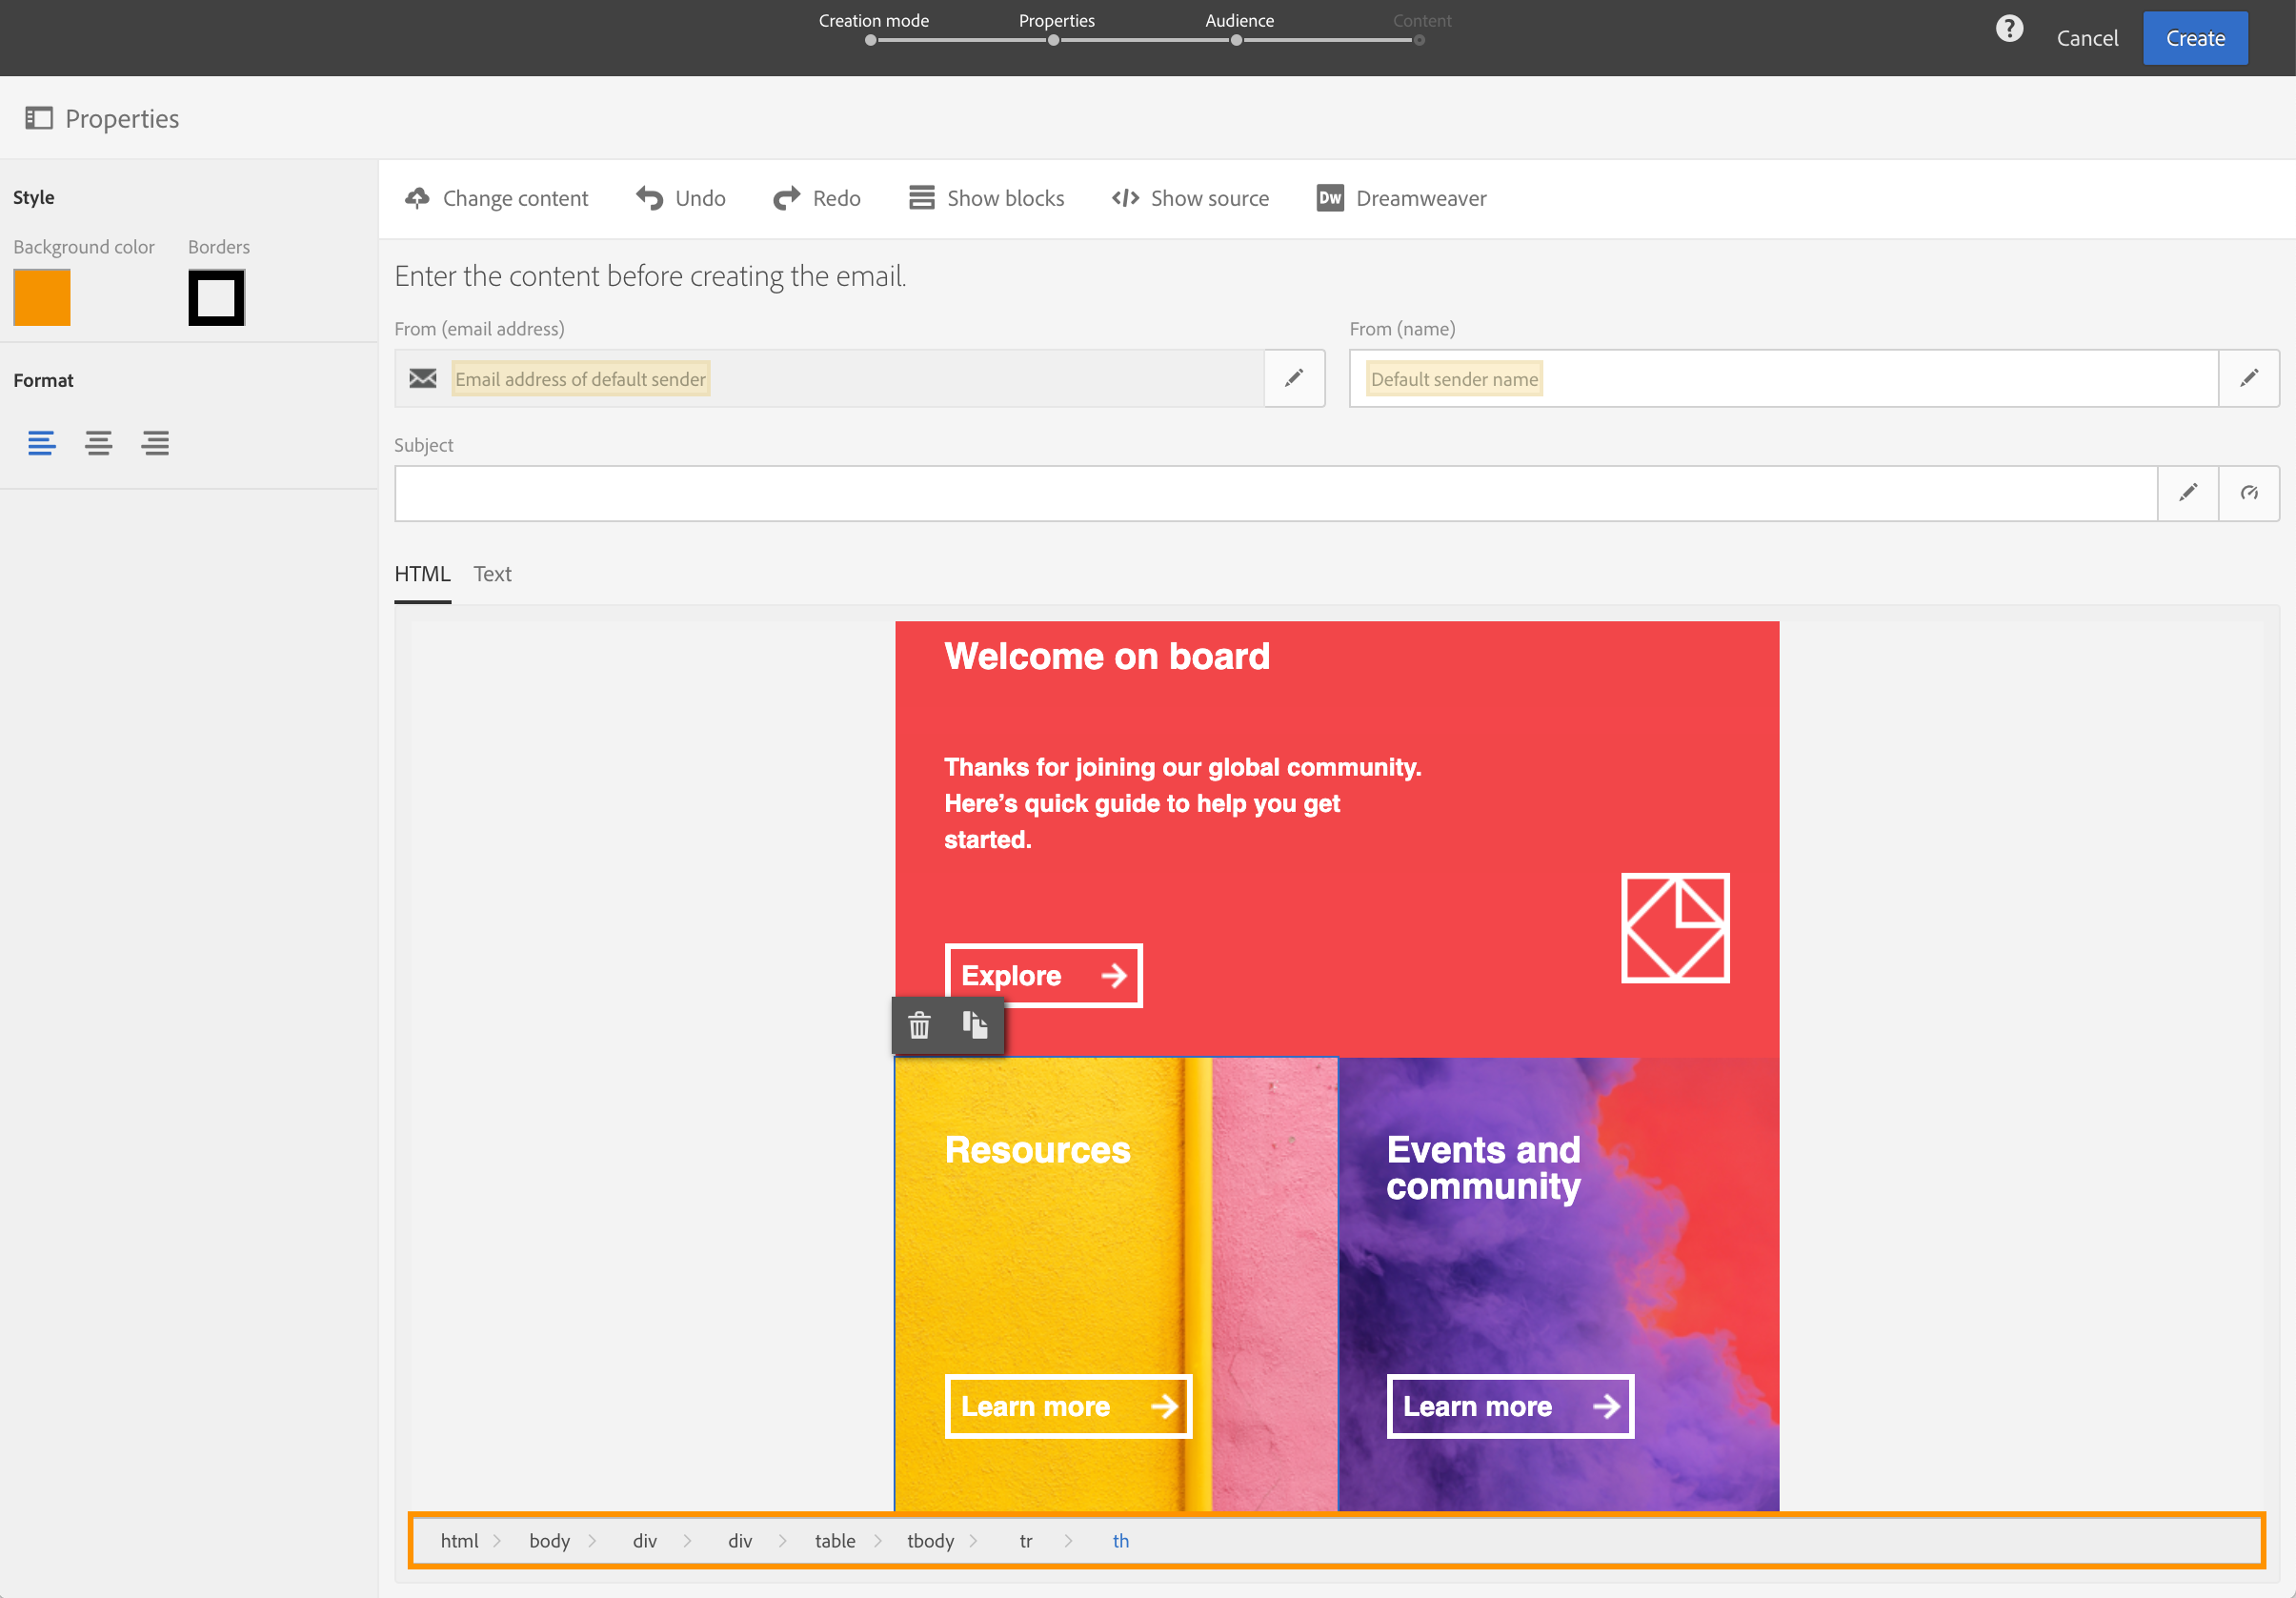 Creation mode Properties Audience Content
? Cancel Create
Properties
Style
Background color Borders
Format
Change content Undo Redo Show blocks </> Show source Dw Dreamweaver
Enter the content before creating the email.
From (email address) From (name)
Email address of default sender Default sender name
Subject
HTML Text
Welcome on board
Thanks for joining our global community.
Here’s quick guide to help you get
started.
Explore
Resources
Events and
community
Learn more Learn more
html body div div table tbody tr th